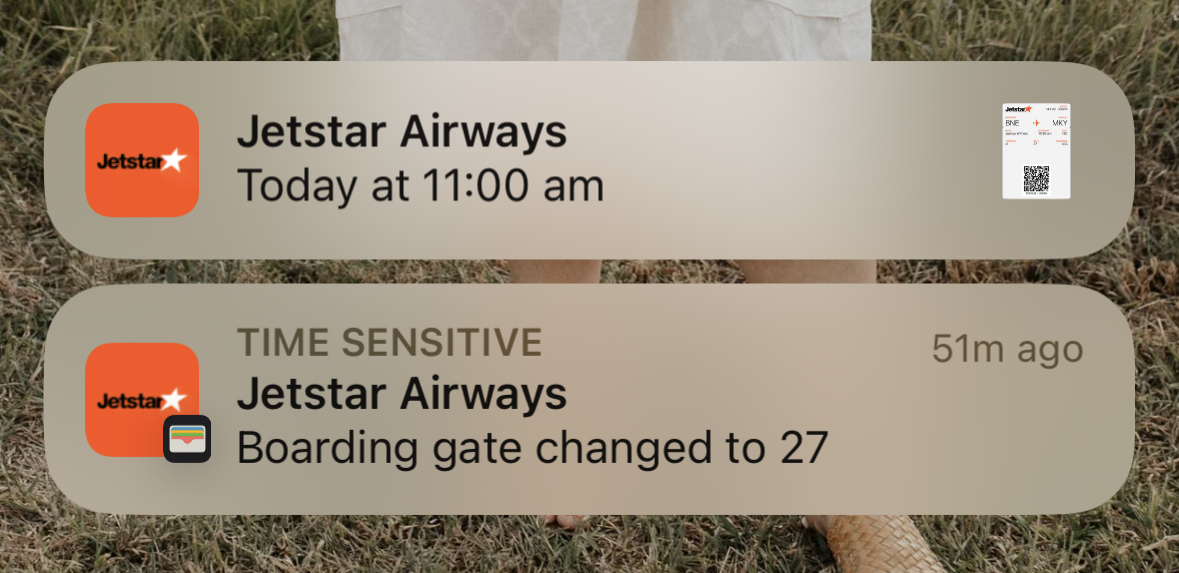 Jetstar
Jetstar Airways
Today at 11:00 am
Jetstar
BNE MKY
TIME SENSITIVE
51m ago
Jetstar
Jetstar Airways
Boarding gate changed to 27